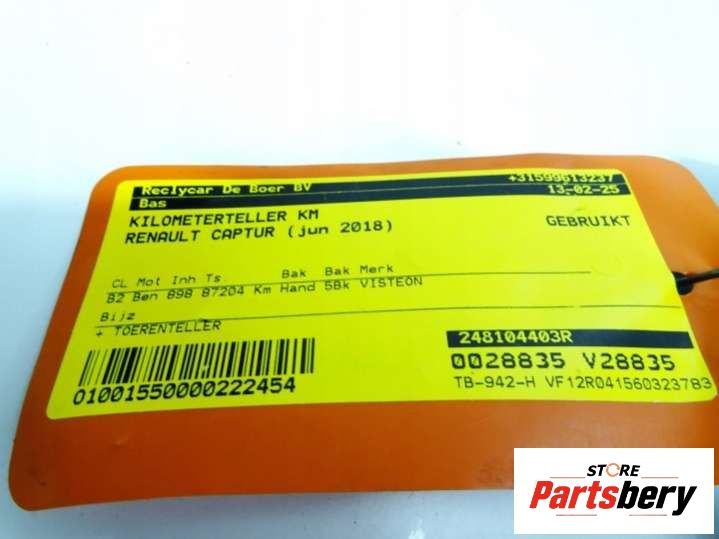 Reclycar De Boer BV +31599613237
Bas 13-02-25
KILOMETERTELLER KM GEBRUIKT
RENAULT CAPTUR (jun 2018)
CL Mot Inh Ts. Bak Bak Merk
B2 Ben 898 87204 Km Hand 5Bk VISTEON
Bijz
+ TOERENTELLER
248104403R
0028835 V28835
01001550000222454
TB-942-H VF12R041560323783
STORE
Partsbery